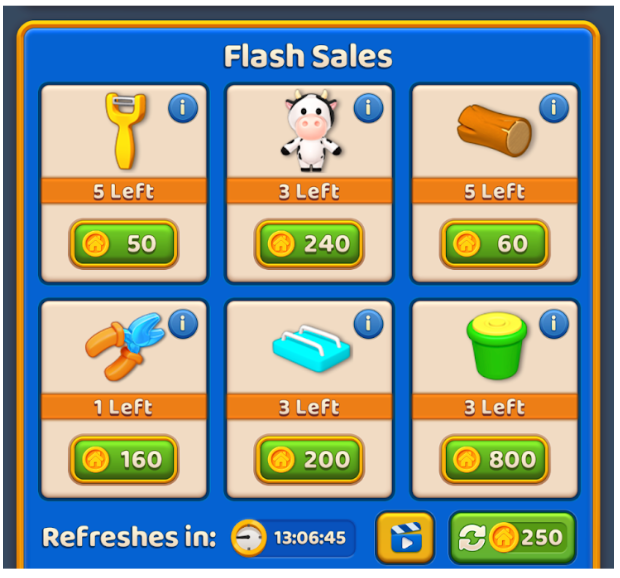 Flash Sales
i
i
i
5 Left
3 Left
5 Left
50
240
60
i
i
i
1 Left
3 Left
3 Left
160
200
800
Refreshes in: 13:06:45 250